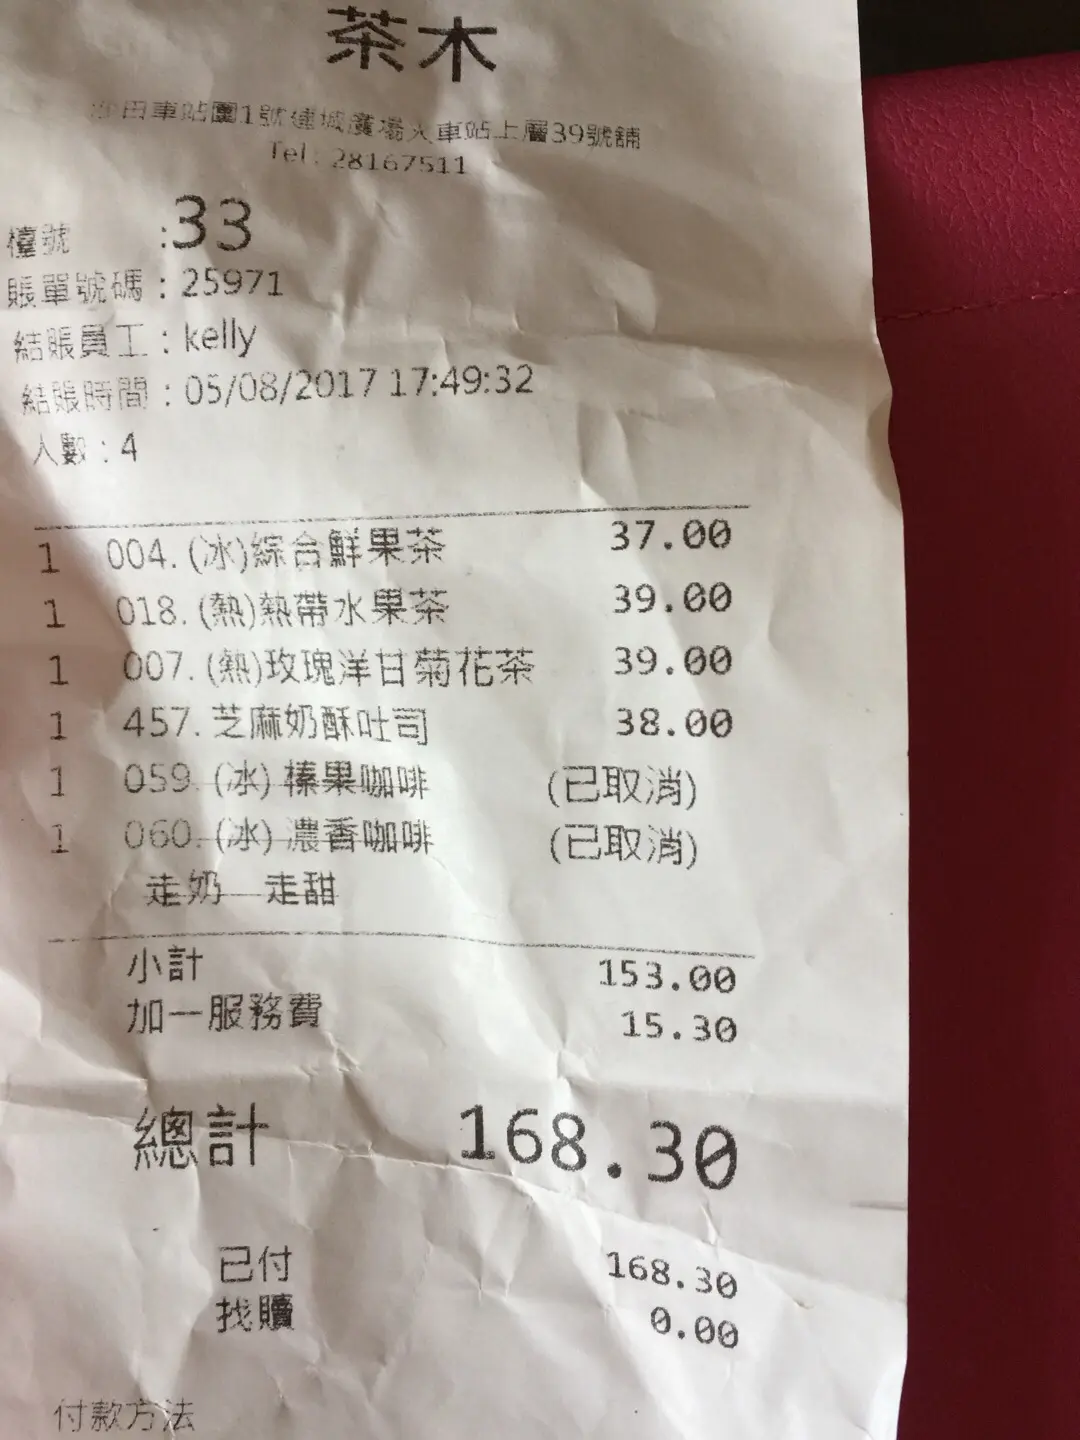 茶木
沙田車站圍1號連城廣場火車站上層39號舖
Tel: 28167511
檯號 :33
賬單號碼 : 25971
結賬員工 : kelly
結賬時間 : 05/08/2017 17:49:32
人數 : 4
1 004. (冰)綜合鮮果茶 37.00
1 018. (熱)熱帶水果茶 39.00
1 007. (熱)玫瑰洋甘菊花茶 39.00
1 457. 芝麻奶酥吐司 38.00
1 059. (冰) 榛果咖啡 (已取消)
1 060. (冰) 濃香咖啡 (已取消)
走奶 走甜
小計 153.00
加一服務費 15.30
總計 168.30
已付 168.30
找贖 0.00
付款方法